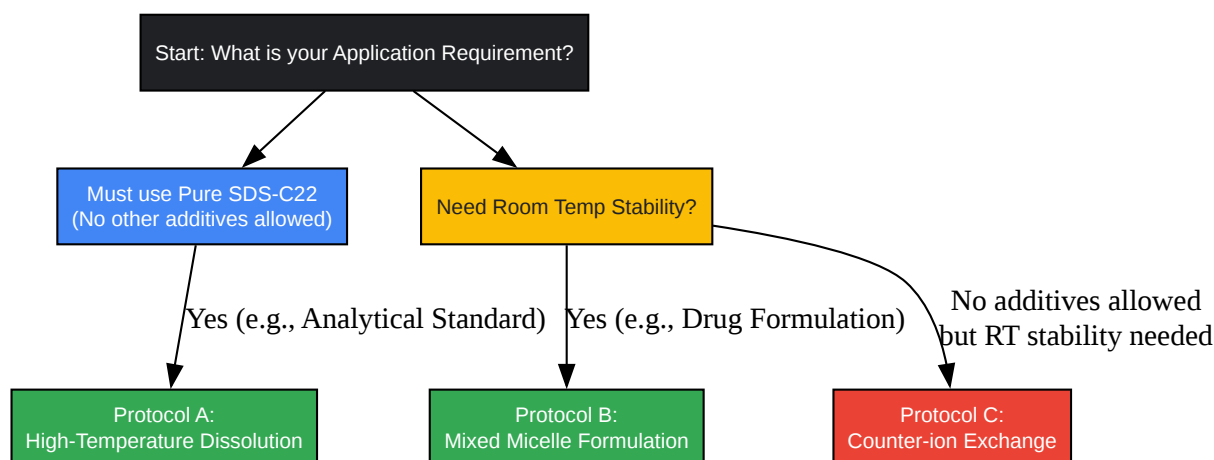 Start: What is your Application Requirement?
Must use Pure SDS-C22
(No other additives allowed)
Need Room Temp Stability?
Yes (e.g., Analytical Standard)
Yes (e.g., Drug Formulation)
No additives allowed
but RT stability needed
Protocol A:
High-Temperature Dissolution
Protocol B:
Mixed Micelle Formulation
Protocol C:
Counter-ion Exchange